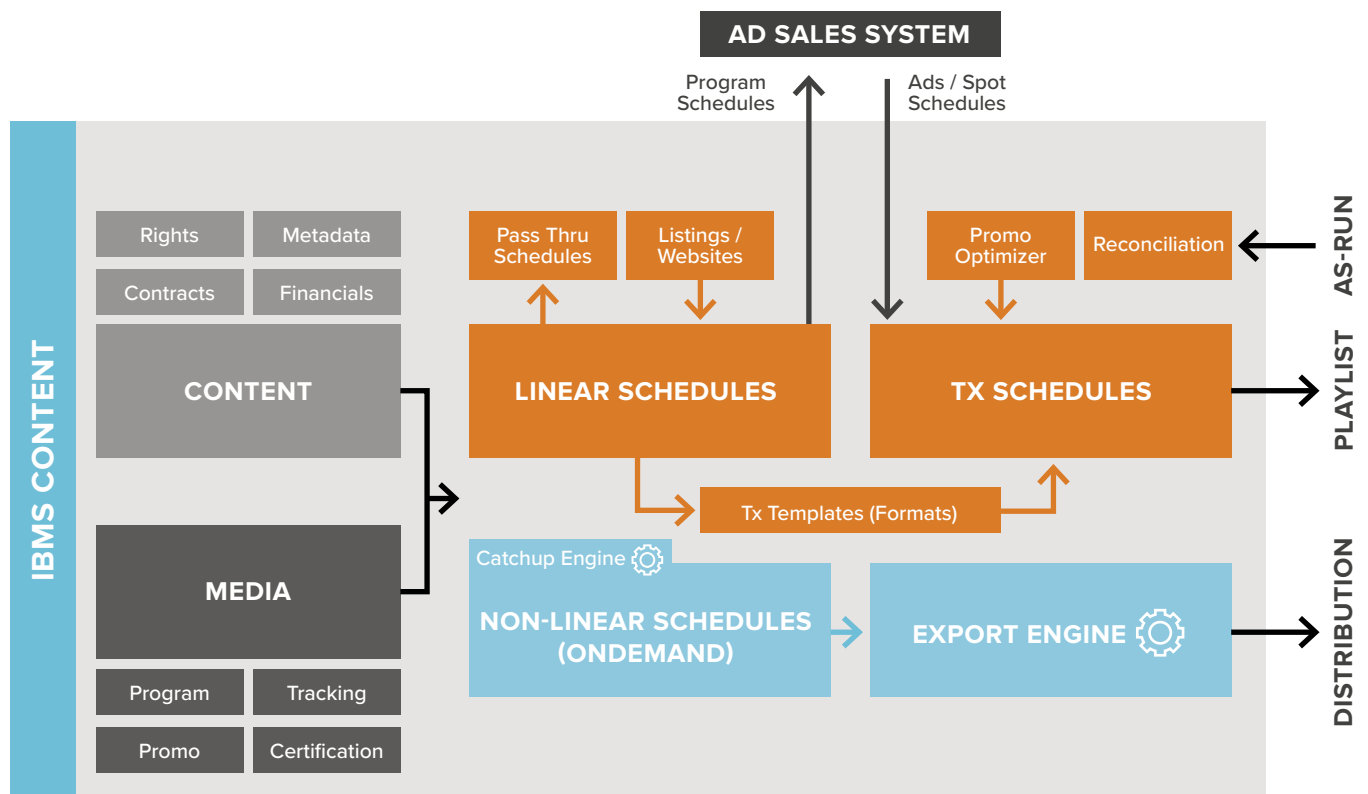 AD SALES SYSTEM
Program
Schedules
Ads / Spot
Schedules
IBMS CONTENT
Rights
Metadata
Contracts
Financials
CONTENT
MEDIA
Program
Tracking
Promo
Certification
Pass Thru
Schedules
Listings /
Websites
LINEAR SCHEDULES
Promo
Optimizer
Reconciliation
TX SCHEDULES
Tx Templates (Formats)
Catchup Engine
NON-LINEAR SCHEDULES
(ONDEMAND)
EXPORT ENGINE
AS-RUN
PLAYLIST
DISTRIBUTION